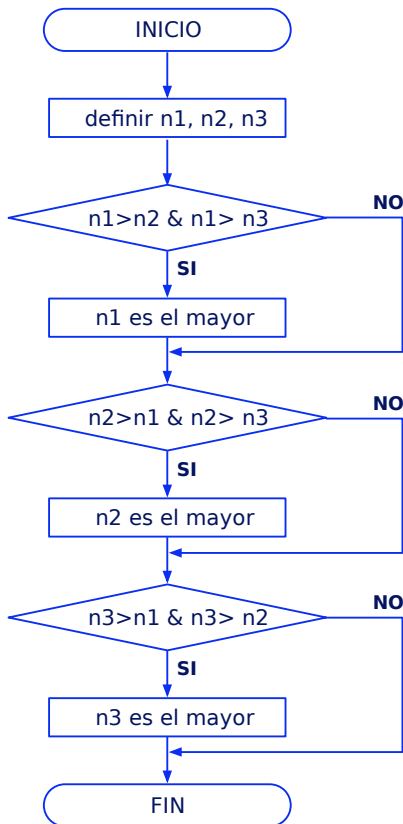 INICIO
definir n1, n2, n3
n1>n2 & n1> n3
NO
SI
n1 es el mayor
n2>n1 & n2> n3
NO
SI
n2 es el mayor
n3>n1 & n3> n2
NO
SI
n3 es el mayor
FIN